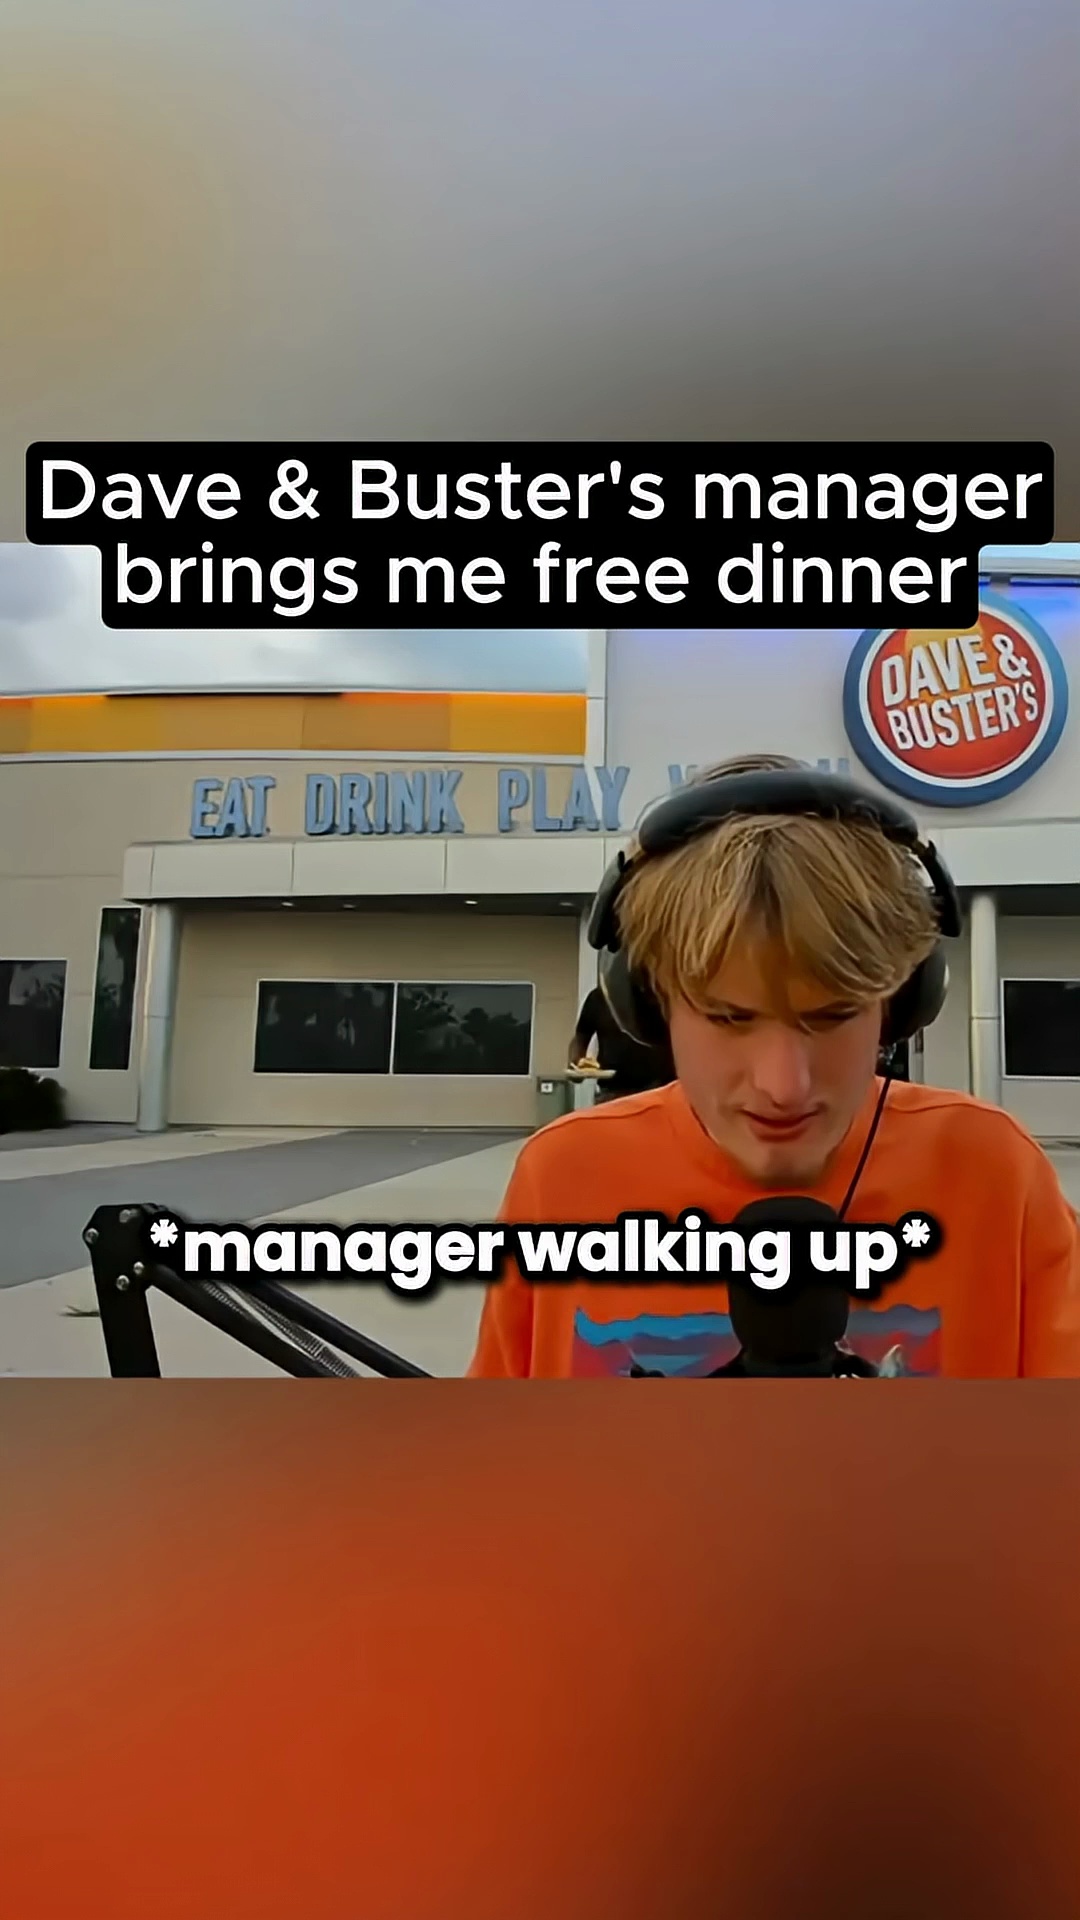 Dave & Buster's manager
brings me free dinner
DAVE &
BUSTER'S
EAT DRINK PLAY
*manager walking up*